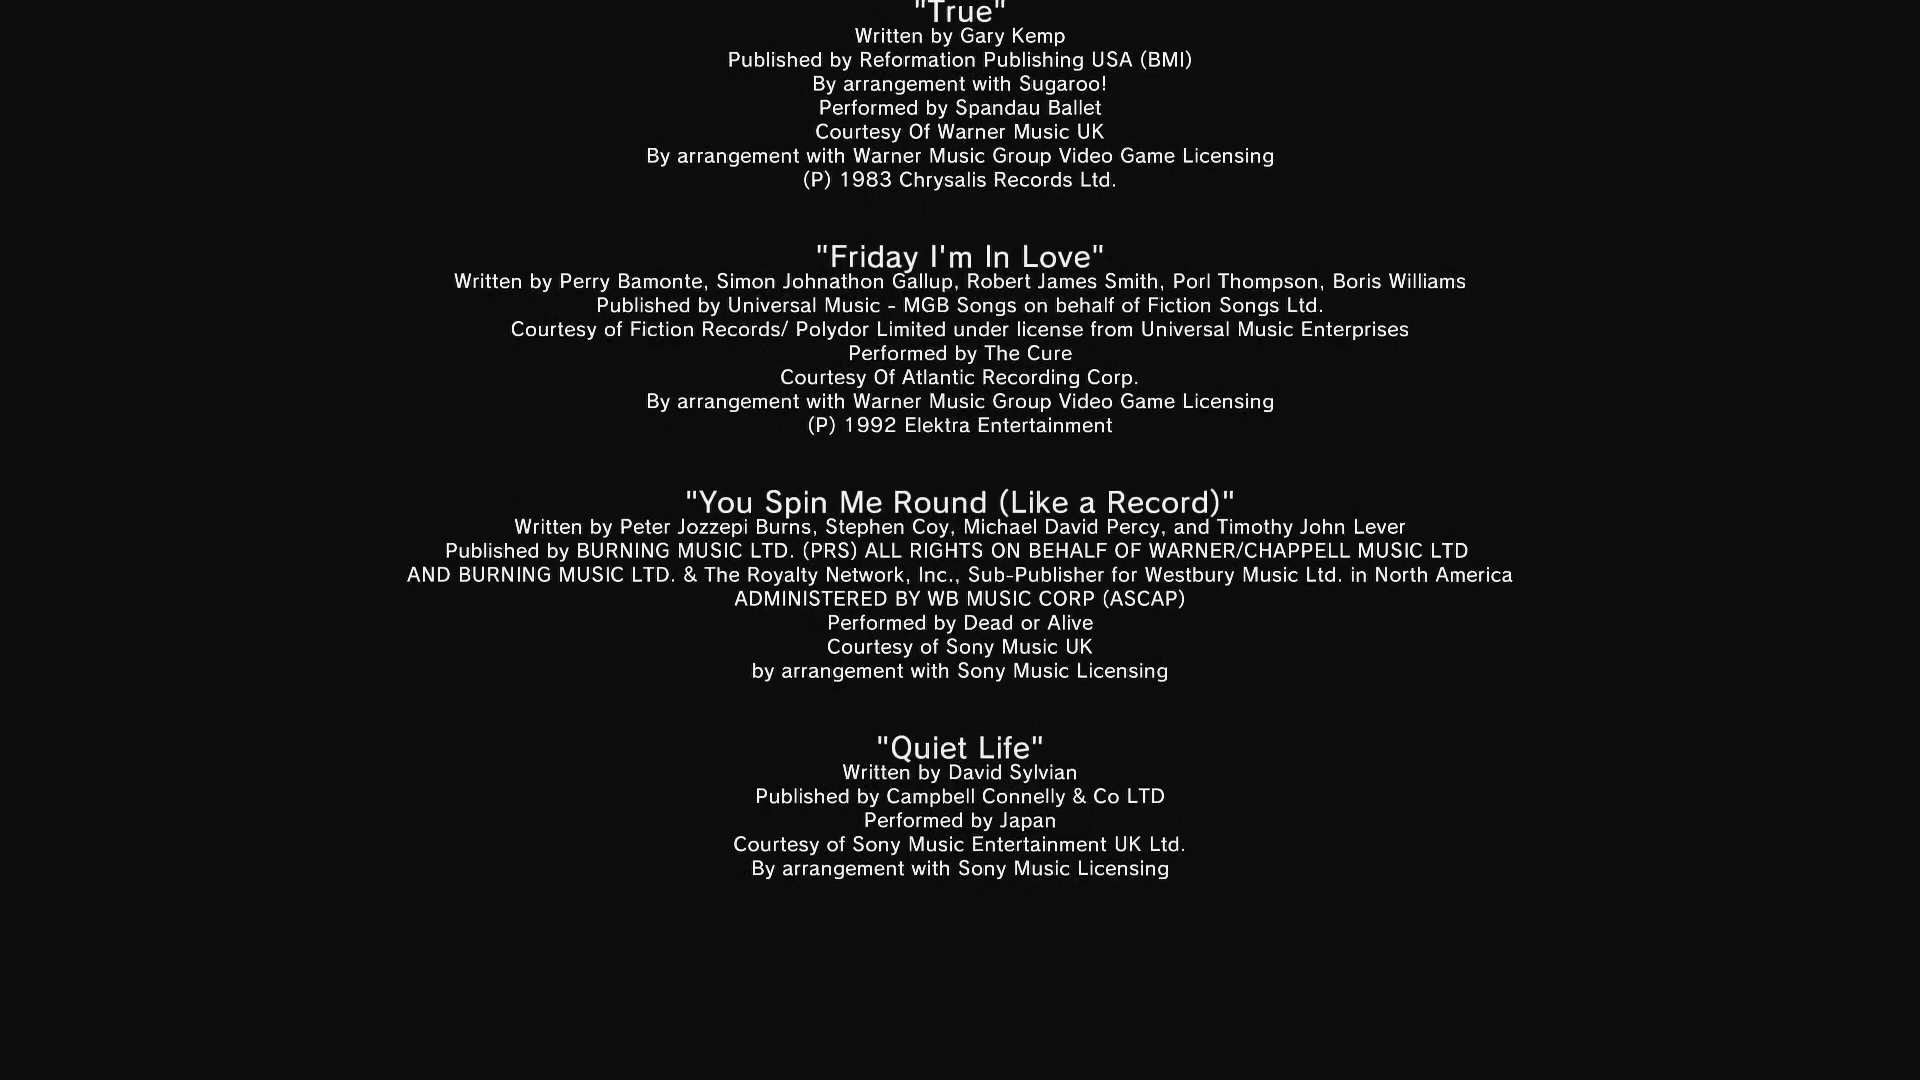 "True"
Written by Gary Kemp
Published by Reformation Publishing USA (BMI)
By arrangement with Sugaroo!
Performed by Spandau Ballet
Courtesy Of Warner Music UK
By arrangement with Warner Music Group Video Game Licensing
(P) 1983 Chrysalis Records Ltd.
"Friday I'm In Love"
Written by Perry Bamonte, Simon Johnathon Gallup, Robert James Smith, Porl Thompson, Boris Williams
Published by Universal Music - MGB Songs on behalf of Fiction Songs Ltd.
Courtesy of Fiction Records/ Polydor Limited under license from Universal Music Enterprises
Performed by The Cure
Courtesy Of Atlantic Recording Corp.
By arrangement with Warner Music Group Video Game Licensing
(P) 1992 Elektra Entertainment
"You Spin Me Round (Like a Record)"
Written by Peter Jozzepi Burns, Stephen Coy, Michael David Percy, and Timothy John Lever
Published by BURNING MUSIC LTD. (PRS) ALL RIGHTS ON BEHALF OF WARNER/CHAPPELL MUSIC LTD
AND BURNING MUSIC LTD. & The Royalty Network, Inc., Sub-Publisher for Westbury Music Ltd. in North America
ADMINISTERED BY WB MUSIC CORP (ASCAP)
Performed by Dead or Alive
Courtesy of Sony Music UK
by arrangement with Sony Music Licensing
"Quiet Life"
Written by David Sylvian
Published by Campbell Connelly & Co LTD
Performed by Japan
Courtesy of Sony Music Entertainment UK Ltd.
By arrangement with Sony Music Licensing